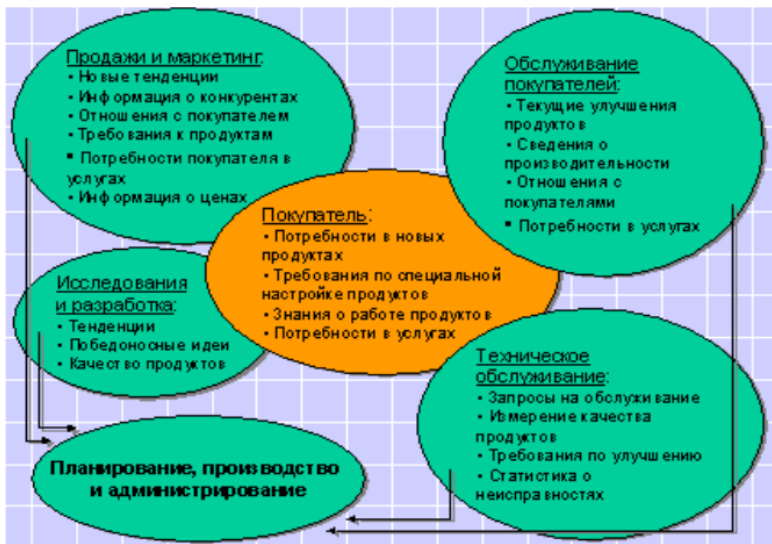 Продажи и маркетинг:
• Новые тенденции
• Информация о конкурентах
• Отношения с покупателем
• Требования к продуктам
▪ Потребности покупателя в
услугах
• Информация о ценах
Обслуживание
покупателей:
• Текущие улучшения
продуктов
• Сведения о
производительности
• Отношения с
покупателями
▪ Потребности в услугах
Покупатель:
• Потребности в новых
продуктах
• Требования по специальной
настройке продуктов
• Знания о работе продуктов
• Потребности в услугах
Исследования
и разработка:
• Тенденции
• Победоносные идеи
• Качество продуктов
Техническое
обслуживание:
• Запросы на обслуживание
• Измерение качества
продуктов
• Требования по улучшению
• Статистика о
неисправностях
Планирование, производство
и администрирование